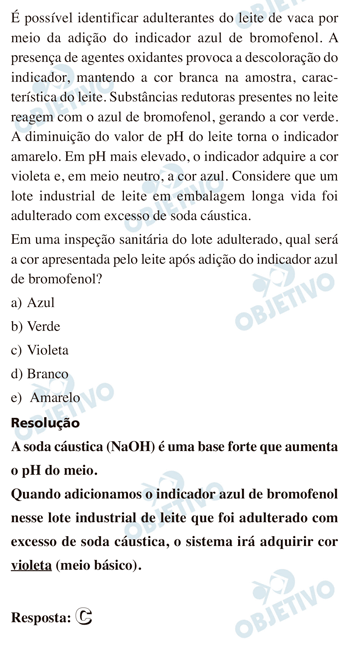 É possível identificar adulterantes do leite de vaca por
meio da adição do indicador azul de bromofenol. A
presença de agentes oxidantes provoca a descoloração do
indicador, mantendo a cor branca na amostra, carac-
terística do leite. Substâncias redutoras presentes no leite
reagem com o azul de bromofenol, gerando a cor verde.
A diminuição do valor de pH do leite torna o indicador
amarelo. Em pH mais elevado, o indicador adquire a cor
violeta e, em meio neutro, a cor azul. Considere que um
lote industrial de leite em embalagem longa vida foi
adulterado com excesso de soda cáustica.
Em uma inspeção sanitária do lote adulterado, qual será
a cor apresentada pelo leite após adição do indicador azul
de bromofenol?
a) Azul
b) Verde
c) Violeta
d) Branco
e) Amarelo
Resolução
A soda cáustica (NaOH) é uma base forte que aumenta
o pH do meio.
Quando adicionamos o indicador azul de bromofenol
nesse lote industrial de leite que foi adulterado com
excesso de soda cáustica, o sistema irá adquirir cor
violeta (meio básico).
Resposta: C
OBJETIVO
OBJETIVO
OBJETIVO
OBJETIVO
OBJETIVO
OBJETIVO
OBJETIVO